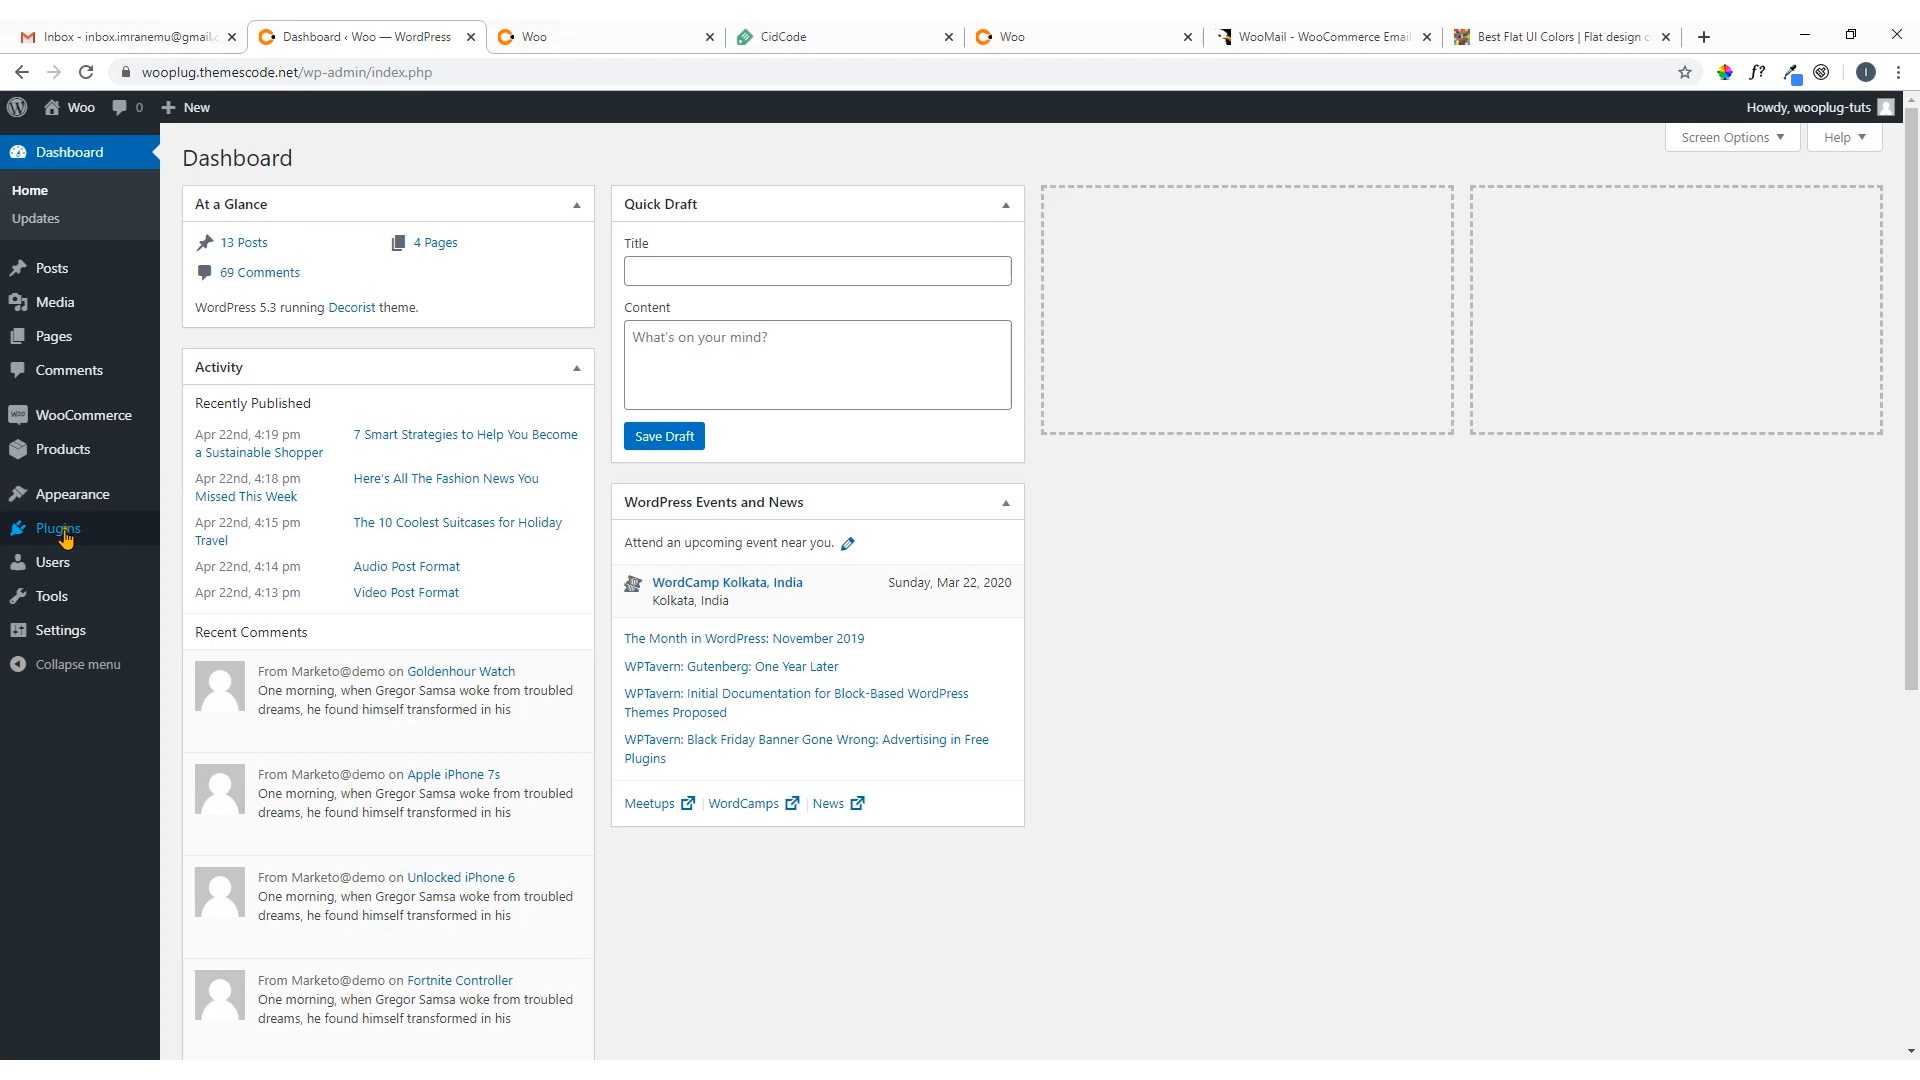 Inbox - inbox.imranemu@gmail.c
Dashboard ‹ Woo — WordPress
Woo
CidCode
Woo
WooMail - WooCommerce Email
Best Flat UI Colors | Flat design c
wooplug.themescode.net/wp-admin/index.php
f?
I
Woo
0
New
Howdy, wooplug-tuts
Screen Options
Help
Dashboard
Home
Updates
Posts
Media
Pages
Comments
WooCommerce
Products
Appearance
Plugins
Users
Tools
Settings
Collapse menu
Dashboard
At a Glance
13 Posts
4 Pages
69 Comments
WordPress 5.3 running Decorist theme.
Activity
Recently Published
Apr 22nd, 4:19 pm 7 Smart Strategies to Help You Become
a Sustainable Shopper
Apr 22nd, 4:18 pm Here's All The Fashion News You
Missed This Week
Apr 22nd, 4:15 pm The 10 Coolest Suitcases for Holiday
Travel
Apr 22nd, 4:14 pm Audio Post Format
Apr 22nd, 4:13 pm Video Post Format
Recent Comments
From Marketo@demo on Goldenhour Watch
One morning, when Gregor Samsa woke from troubled
dreams, he found himself transformed in his
From Marketo@demo on Apple iPhone 7s
One morning, when Gregor Samsa woke from troubled
dreams, he found himself transformed in his
From Marketo@demo on Unlocked iPhone 6
One morning, when Gregor Samsa woke from troubled
dreams, he found himself transformed in his
From Marketo@demo on Fortnite Controller
One morning, when Gregor Samsa woke from troubled
dreams, he found himself transformed in his
Quick Draft
Title
Content
What's on your mind?
Save Draft
WordPress Events and News
Attend an upcoming event near you.
WordCamp Kolkata, India Sunday, Mar 22, 2020
Kolkata, India
The Month in WordPress: November 2019
WPTavern: Gutenberg: One Year Later
WPTavern: Initial Documentation for Block-Based WordPress
Themes Proposed
WPTavern: Black Friday Banner Gone Wrong: Advertising in Free
Plugins
Meetups | WordCamps | News